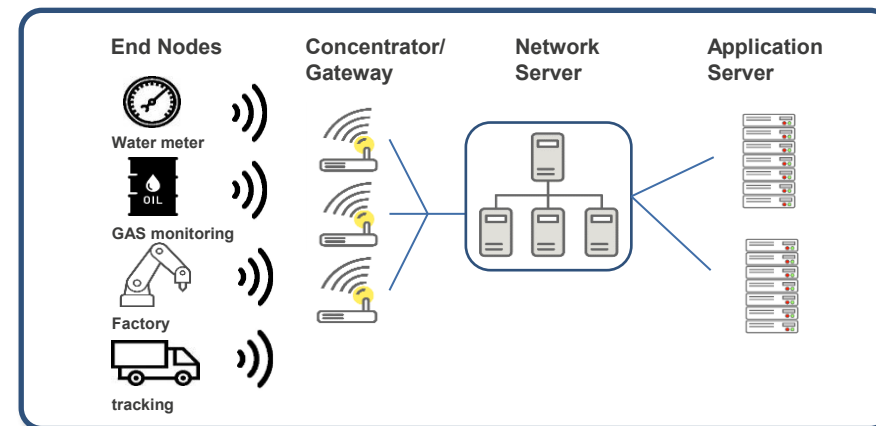 End Nodes
Concentrator/
Gateway
Network
Server
Application
Server
Water meter
OIL
GAS monitoring
Factory
tracking